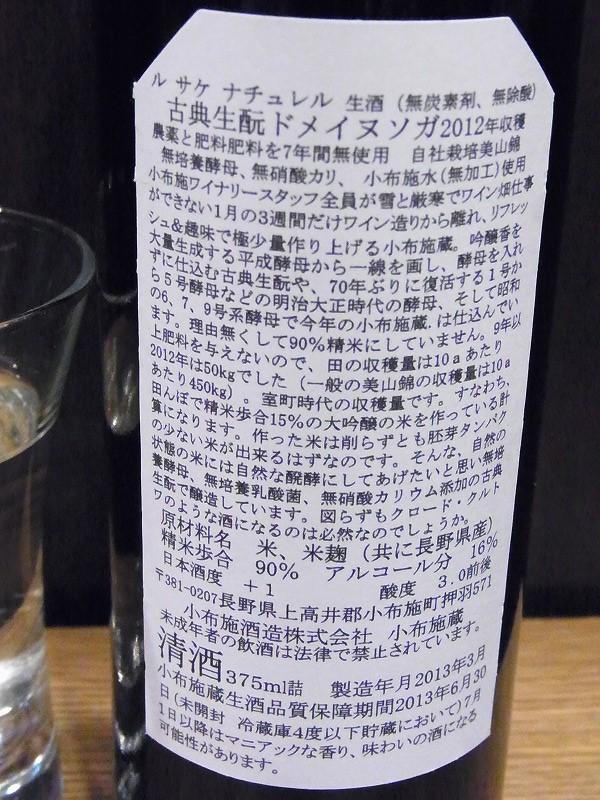 ル サケ ナチュレル 生酒 (無炭素剤、無除酸)
古典生酛ドメイヌソガ2012年収穫
農薬と肥料肥料を7年間無使用 自社栽培美山錦
無培養酵母、無硝酸カリ、小布施水(無加工)使用
小布施ワイナリースタッフ全員が雪と厳寒でワイン畑仕事
ができない1月の3週間だけワイン造りから離れ、リフレッ
シュ&趣味で極少量作り上げる小布施蔵。吟醸香を
大量生成する平成酵母から一線を画し、酵母を入れ
ずに仕込む古典生酛や、70年ぶりに復活する1号か
ら5号酵母などの明治大正時代の酵母、そして昭和
の6、7、9号系酵母で今年の小布施蔵.は仕込んでい
ます。理由無くして90%精米にしていません。9年以
上肥料を与えないので、田の収穫量は10aあたり
2012年は50kgでした(一般の美山錦の収穫量は10a
あたり450kg)。室町時代の収穫量です。すなわち、
田んぼで精米歩合15%の大吟醸の米を作っている計
算になります。作った米は削らずとも胚芽タンパク
の少ない米が出来るはずなのです。そんな、自然の
状態の米には自然な醗酵にしてあげたいと思い無培
養酵母、無培養乳酸菌、無硝酸カリウム添加の古典
生酛で醸造しています。図らずもクロード・クルト
ワのような酒になるのは必然なのでしょうか。
原材料名 米、米麹(共に長野県産)
精米歩合 90% アルコール分 16%
日本酒度 +1 酸度 3.0前後
〒381-0207長野県上高井郡小布施町押羽571
小布施酒造株式会社 小布施蔵
未成年者の飲酒は法律で禁止されています。
清酒375ml詰 製造年月2013年3月
小布施蔵生酒品質保障期間2013年6月30
日(未開封 冷蔵庫4度以下貯蔵において)7月
1日以降はマニアックな香り、味わいの酒になる
可能性があります。